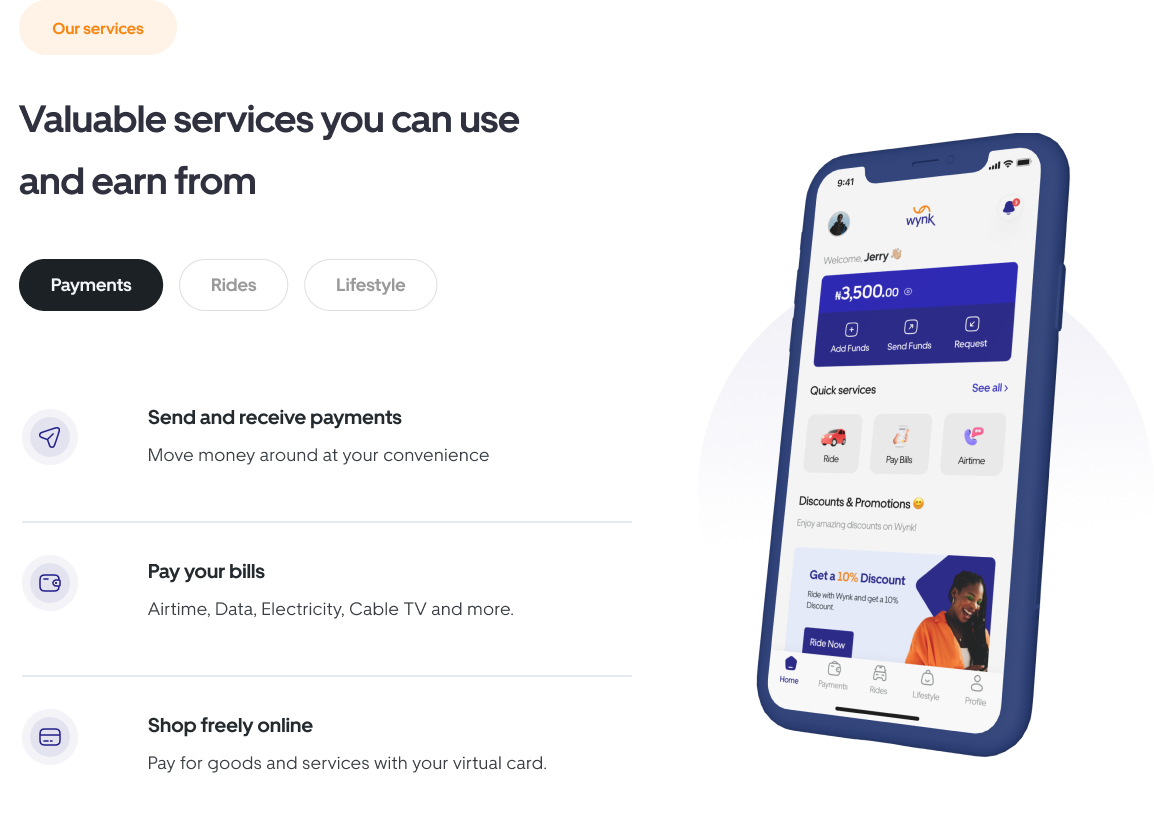 Our services
Valuable services you can use
and earn from
Payments
Rides
Lifestyle
Send and receive payments
Move money around at your convenience
Pay your bills
Airtime, Data, Electricity, Cable TV and more.
Shop freely online
Pay for goods and services with your virtual card.
9:41
wynk
Welcome, Jerry 👋🏼
₦3,500.00
Add Funds
Send Funds
Request
Quick services
See all ›
Ride
Pay Bills
Airtime
Discounts & Promotions 😊
Enjoy amazing discounts on Wynk!
Get a 10% Discount
Ride with Wynk and get a 10%
Discount.
Ride Now
Home
Payments
Rides
Lifestyle
Profile